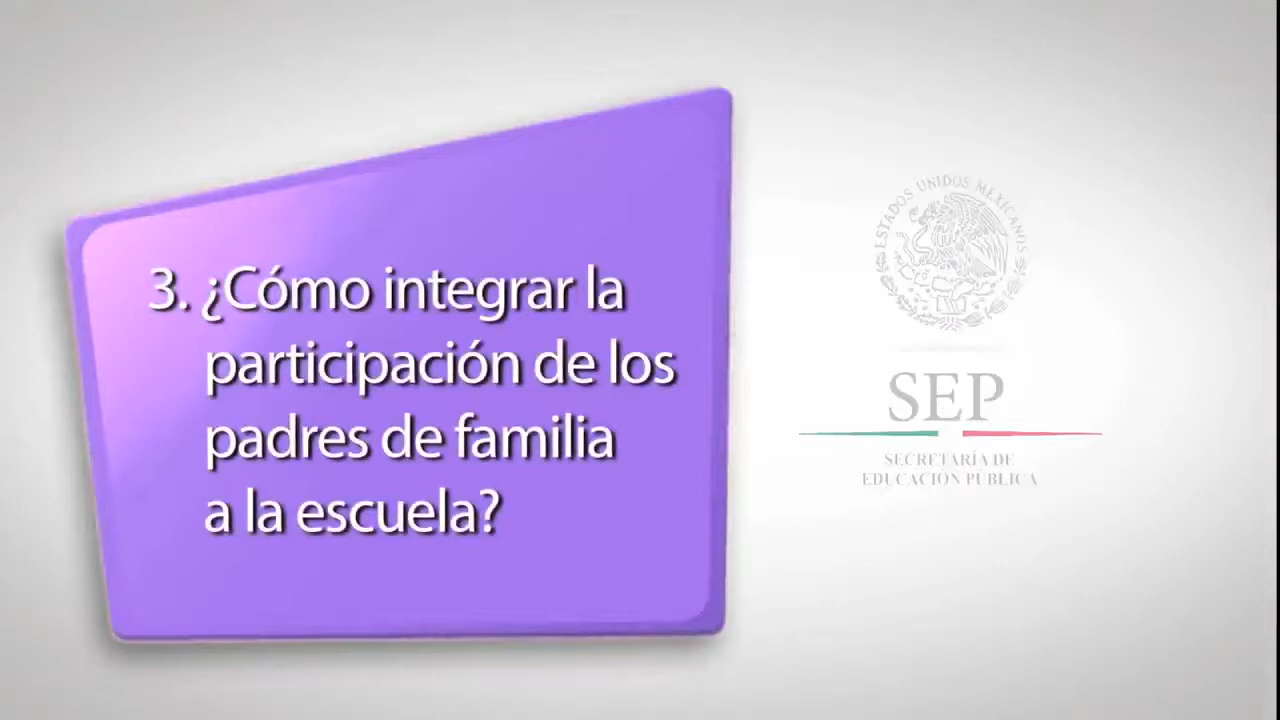 3. ¿Cómo integrar la
participación de los
padres de familia
a la escuela?
ESTADOS UNIDOS MEXICANOS
SEP
SECRETARÍA DE
EDUCACIÓN PÚBLICA